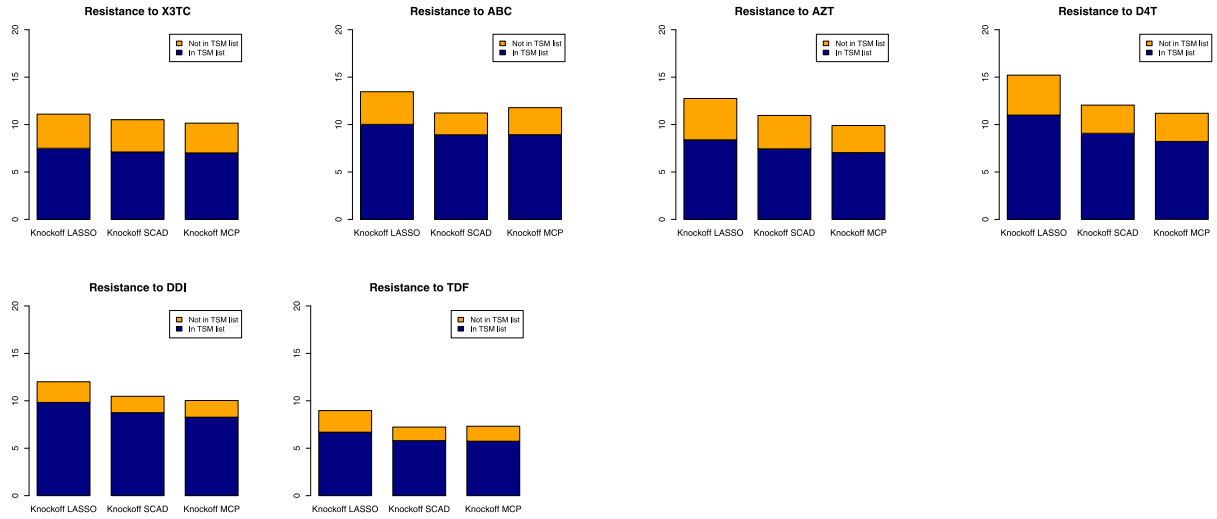 Resistance to X3TC
20
15
10
5
0
Not in TSM list
In TSM list
Knockoff LASSO Knockoff SCAD Knockoff MCP
Resistance to ABC
20
15
10
5
0
Not in TSM list
In TSM list
Knockoff LASSO Knockoff SCAD Knockoff MCP
Resistance to AZT
20
15
10
5
0
Not in TSM list
In TSM list
Knockoff LASSO Knockoff SCAD Knockoff MCP
Resistance to D4T
20
15
10
5
0
Not in TSM list
In TSM list
Knockoff LASSO Knockoff SCAD Knockoff MCP
Resistance to DDI
20
15
10
5
0
Not in TSM list
In TSM list
Knockoff LASSO Knockoff SCAD Knockoff MCP
Resistance to TDF
20
15
10
5
0
Not in TSM list
In TSM list
Knockoff LASSO Knockoff SCAD Knockoff MCP